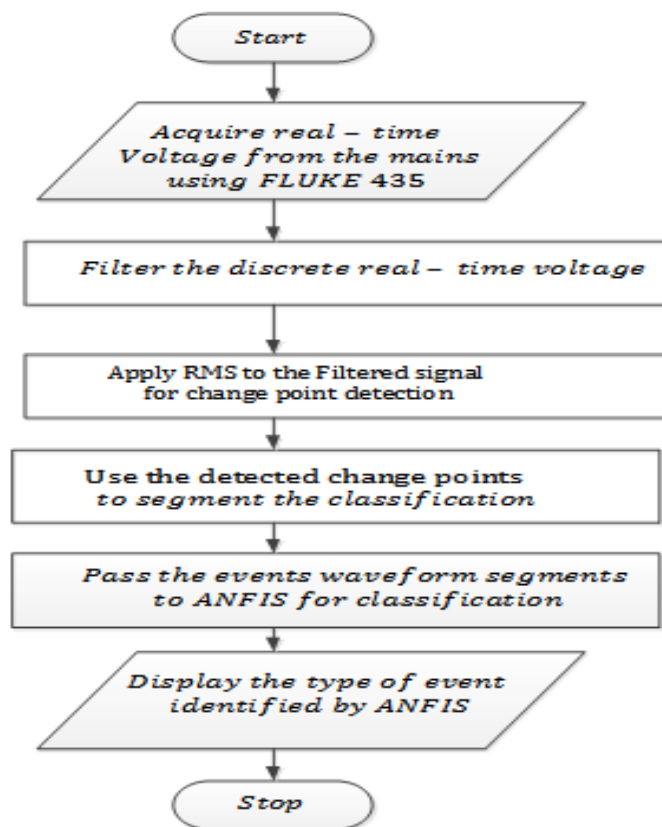 Start
Acquire real – time
Voltage from the mains
using FLUKE 435
Filter the discrete real – time voltage
Apply RMS to the Filtered signal
for change point detection
Use the detected change points
to segment the classification
Pass the events waveform segments
to ANFIS for classification
Display the type of event
identified by ANFIS
Stop